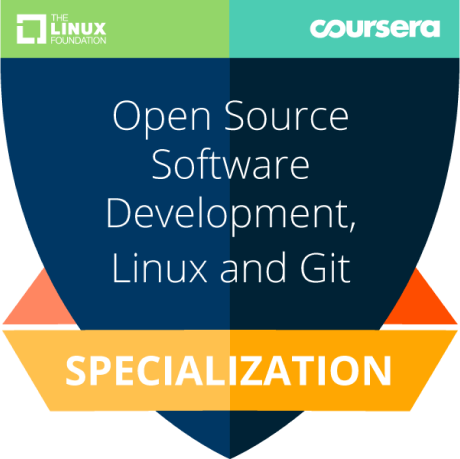 THE
LINUX
FOUNDATION
coursera
Open Source
Software
Development,
Linux and Git
SPECIALIZATION